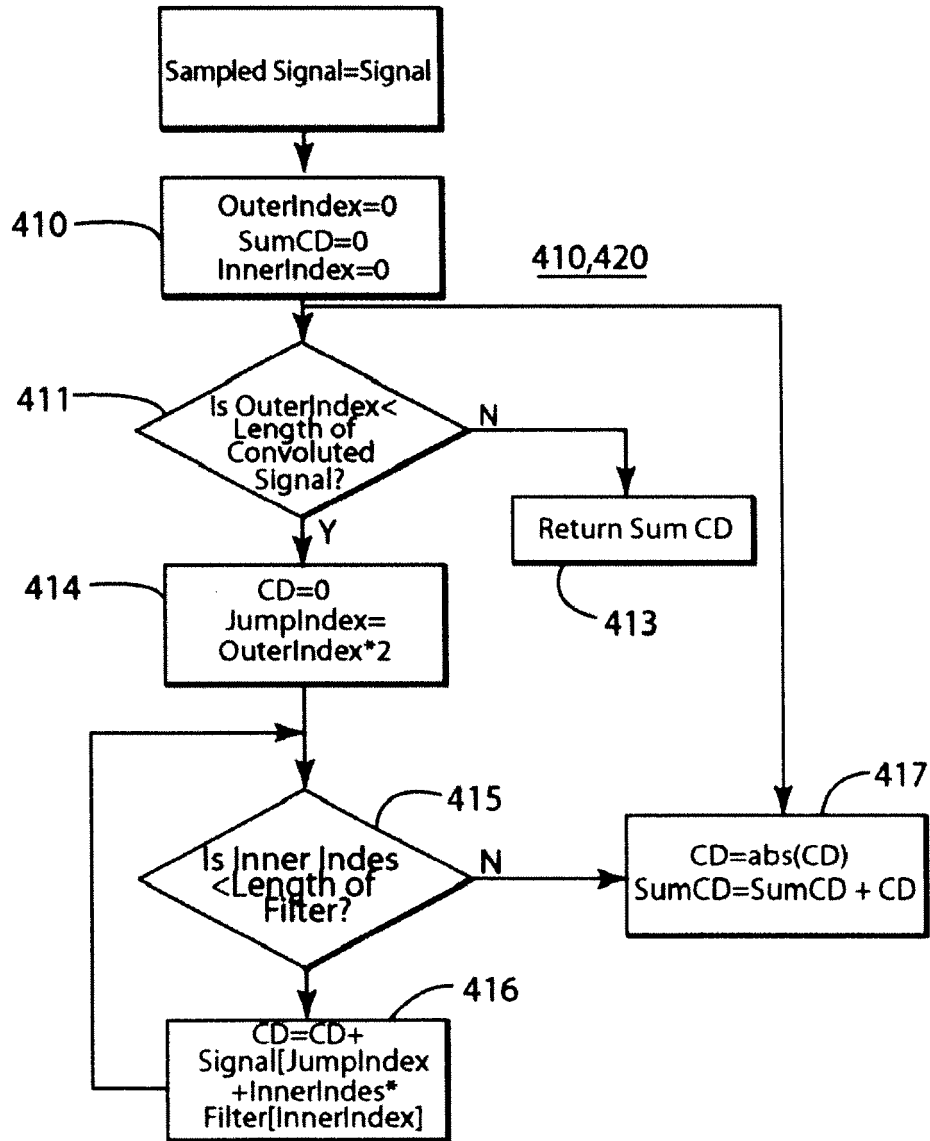 Sampled Signal=Signal
410
OuterIndex=0
SumCD=0
InnerIndex=0
410,420
411
Is OuterIndex<
Length of
Convoluted
Signal?
N
Y
Return Sum CD
413
414
CD=0
JumpIndex=
OuterIndex*2
415
Is Inner Indes
<Length of
Filter?
N
417
CD=abs(CD)
SumCD=SumCD + CD
416
CD=CD+
Signal[JumpIndex
+InnerIndes*
Filter[InnerIndex]